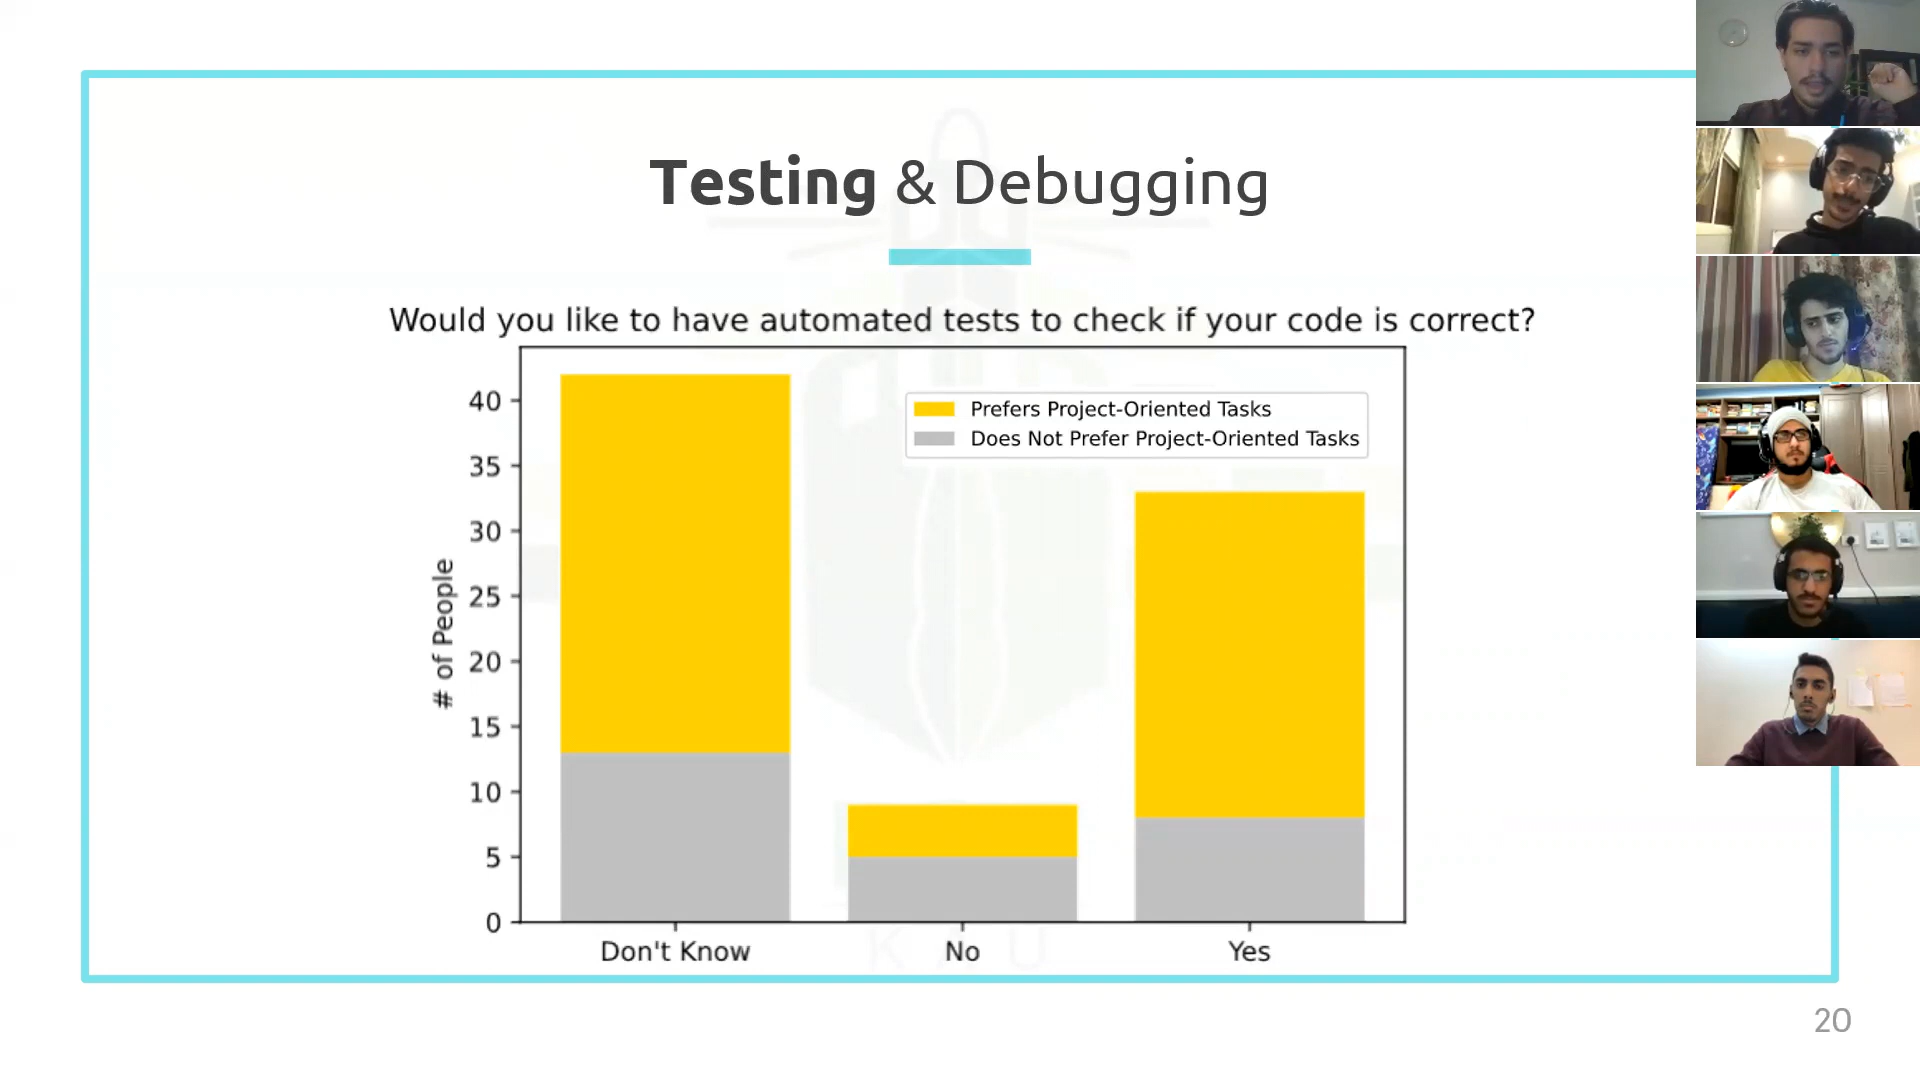 Testing & Debugging
Would you like to have automated tests to check if your code is correct?
Prefers Project-Oriented Tasks
Does Not Prefer Project-Oriented Tasks
# of People
40
35
30
25
20
15
10
5
0
Don't Know
No
Yes
K A U
20